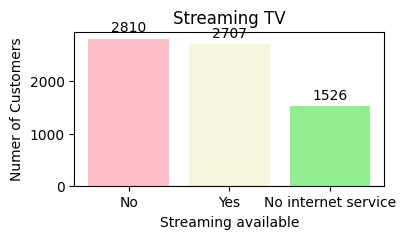 Streaming TV
2810
2707
1526
Numer of Customers
2000
1000
0
No
Yes
No internet service
Streaming available